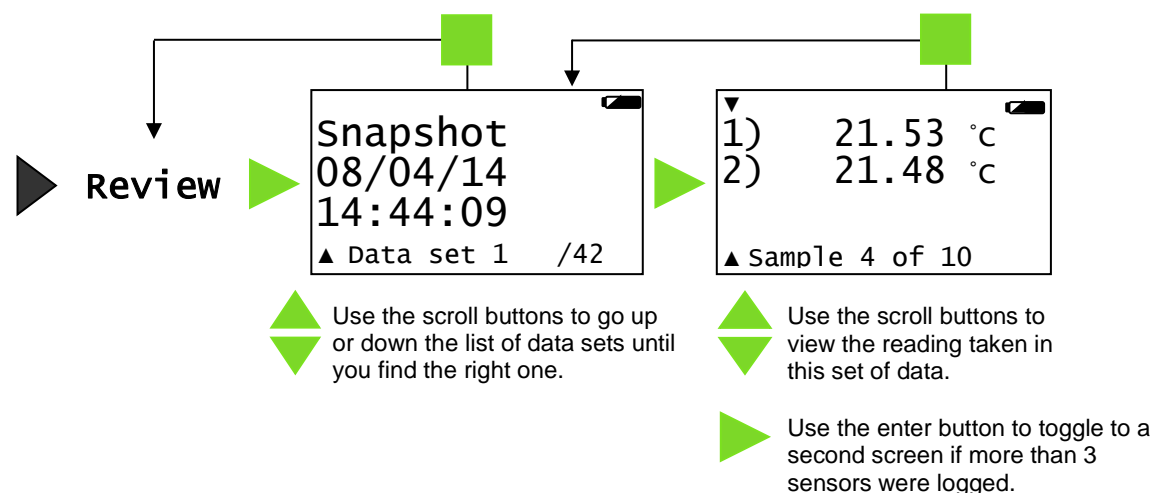 Review
Snapshot
08/04/14
14:44:09
▲ Data set 1 /42
▼
1) 21.53 °C
2) 21.48 °C
▲ Sample 4 of 10
Use the scroll buttons to go up
or down the list of data sets until
you find the right one.
Use the scroll buttons to
view the reading taken in
this set of data.
Use the enter button to toggle to a
second screen if more than 3
sensors were logged.